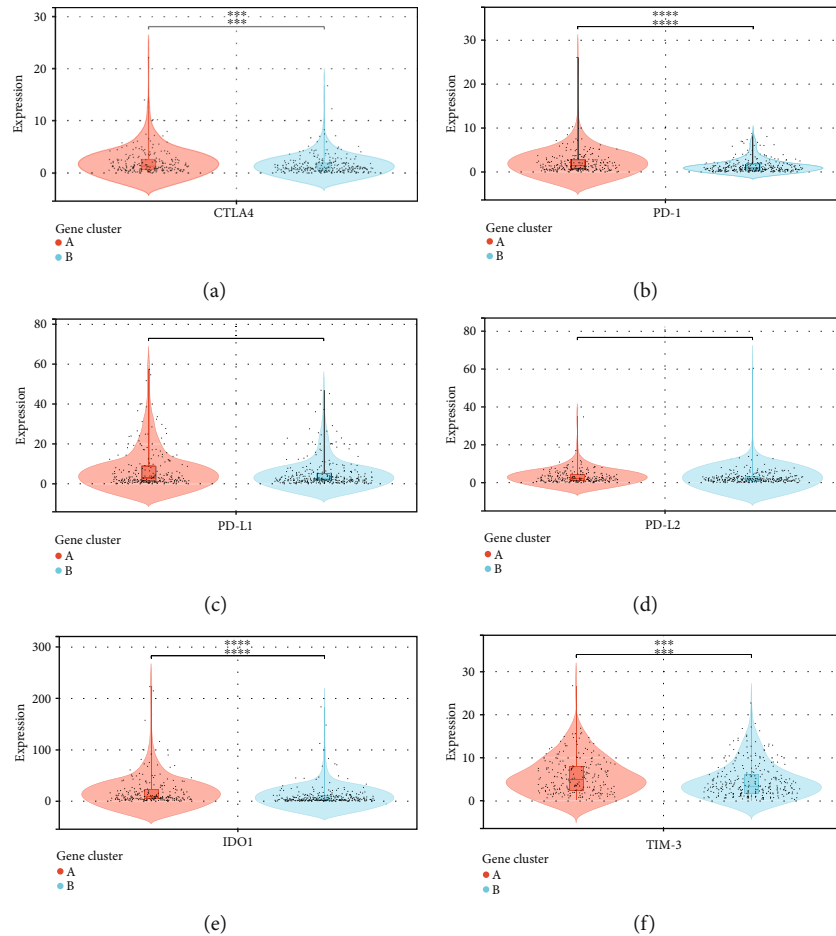 ***
***
30
20
10
0
Expression
CTLA4
Gene cluster
A
B
(a)
****
****
30
20
10
0
Expression
PD-1
Gene cluster
A
B
(b)
80
60
40
20
0
Expression
PD-L1
Gene cluster
A
B
(c)
80
60
40
20
0
Expression
PD-L2
Gene cluster
A
B
(d)
****
****
300
200
100
0
Expression
IDO1
Gene cluster
A
B
(e)
***
***
30
20
10
0
Expression
TIM-3
Gene cluster
A
B
(f)